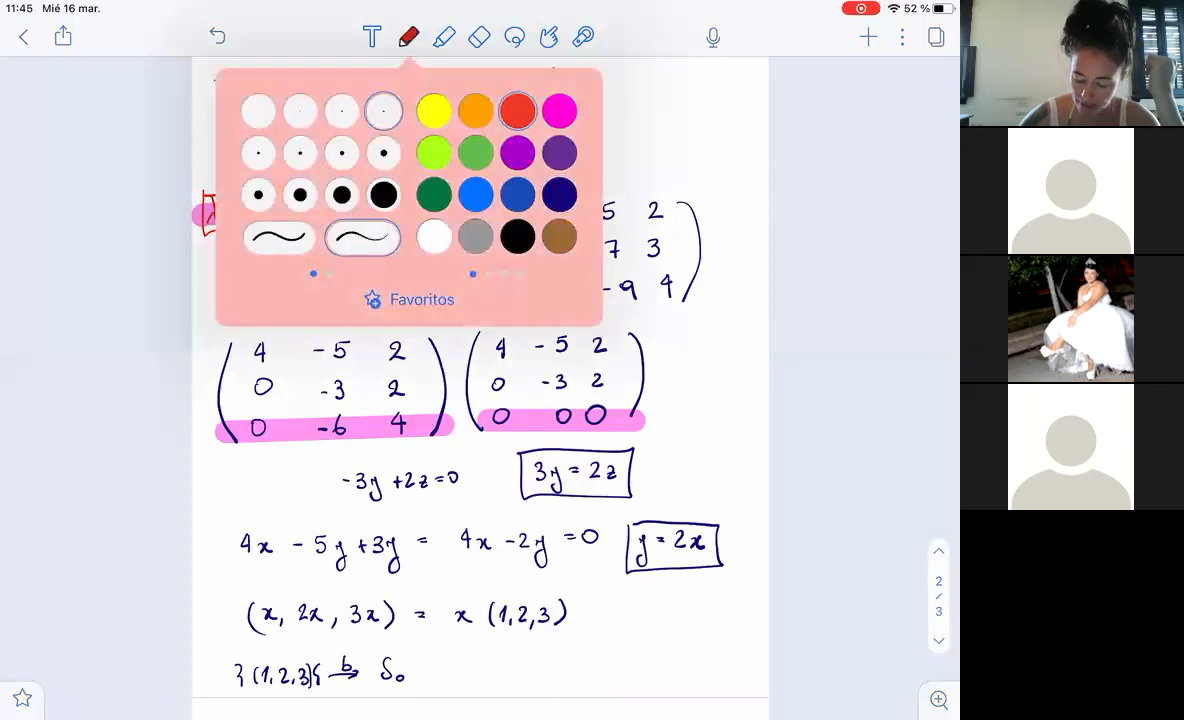 11:45 Mié 16 mar. 52 %
T
5 2
7 3
-9 4
Favoritos
4 -5 2 4 -5 2
0 -3 2 0 -3 2
0 -6 4 0 0 0
-3y +2z=0 3y = 2z
4x - 5y +3y = 4x -2y =0 y = 2x
(x, 2x, 3x) = x (1,2,3)
}(1,2,3){ b→ S₀
2
/
3